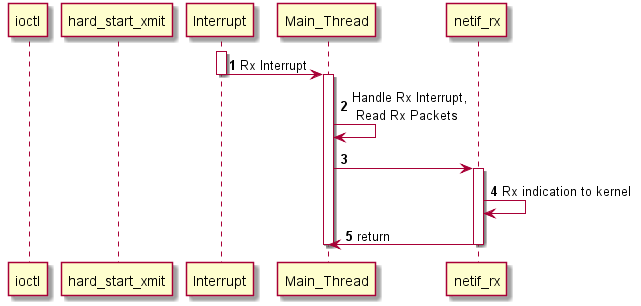 ioctl hard_start_xmit Interrupt Main_Thread netif_rx
1 Rx Interrupt
2 Handle Rx Interrupt,
Read Rx Packets
3
4 Rx indication to kernel
5 return
ioctl hard_start_xmit Interrupt Main_Thread netif_rx